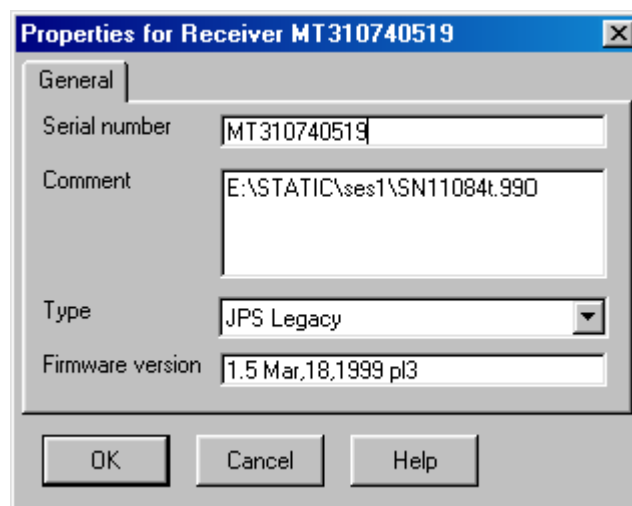 Properties for Receiver MT310740519
General
Serial number MT310740519
Comment E:\STATIC\ses1\SN11084t.99O
Type JPS Legacy
Firmware version 1.5 Mar,18,1999 pl3
OK Cancel Help